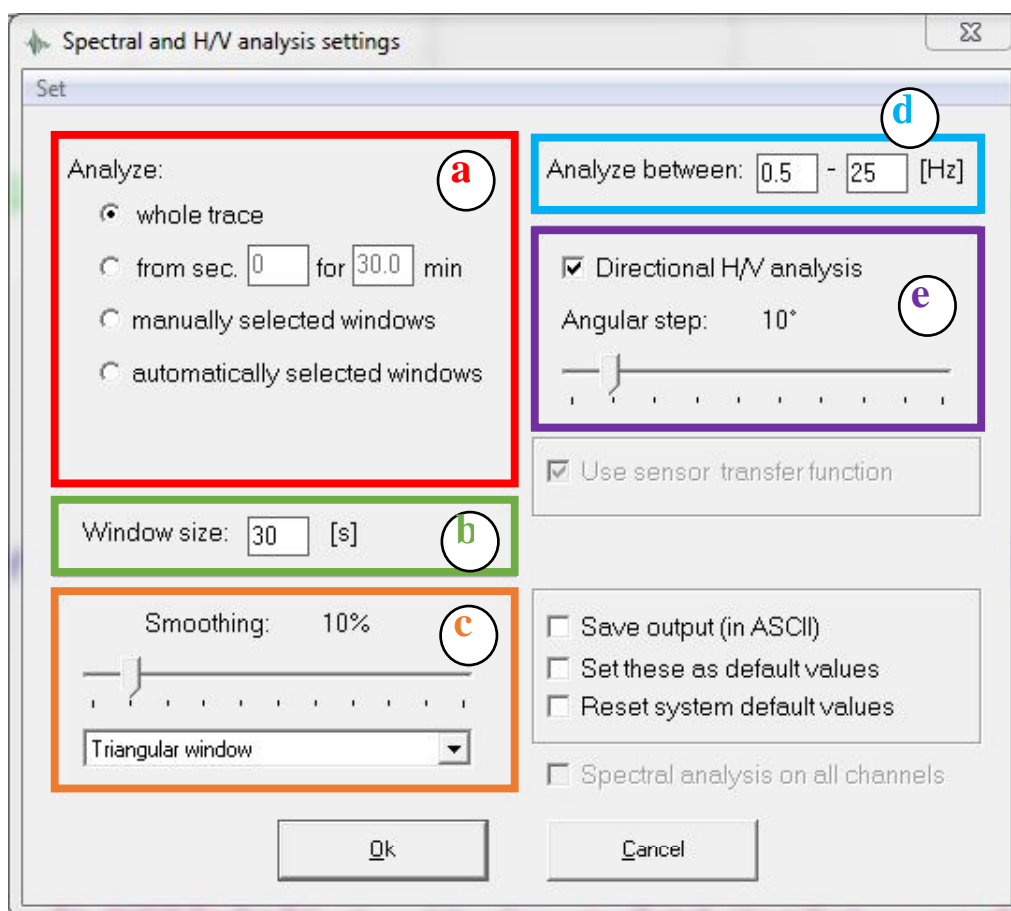 Spectral and H/V analysis settings
Set
Analyze:
a
whole trace
from sec. 0 for 30.0 min
manually selected windows
automatically selected windows
Window size: 30 [s]
b
Smoothing: 10%
c
Triangular window
d
Analyze between: 0.5 - 25 [Hz]
Directional H/V analysis
e
Angular step: 10°
Use sensor transfer function
Save output (in ASCII)
Set these as default values
Reset system default values
Spectral analysis on all channels
Ok
Cancel